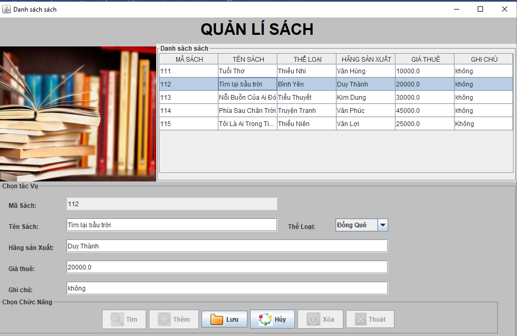 Danh sách sách
QUẢN LÍ SÁCH
Danh sách sách
MÃ SÁCH TÊN SÁCH THỂ LOẠI HÃNG SẢN XUẤT GIÁ THUÊ GHI CHÚ
111 Tuổi Thơ Thiếu Nhi Văn Hùng 10000.0 không
112 Tìm lại bầu trời Bình Yên Duy Thành 20000.0 không
113 Nỗi Buồn Của Ai Đó Tiểu Thuyết Kim Dung 30000.0 không
114 Phía Sau Chân Trời Truyện Tranh Văn Phúc 45000.0 không
115 Tôi Là Ai Trong Tì... Thiếu Niên Văn Lợi 25000.0 Không
Chọn tác Vụ
Mã Sách: 112
Tên Sách: Tìm lại bầu trời Thể Loại: Đồng Quê
Hãng sản Xuất: Duy Thành
Giá thuê: 20000.0
Ghi chú: không
Chọn Chức Năng
Tìm Thêm Lưu Hủy Xóa Thoát